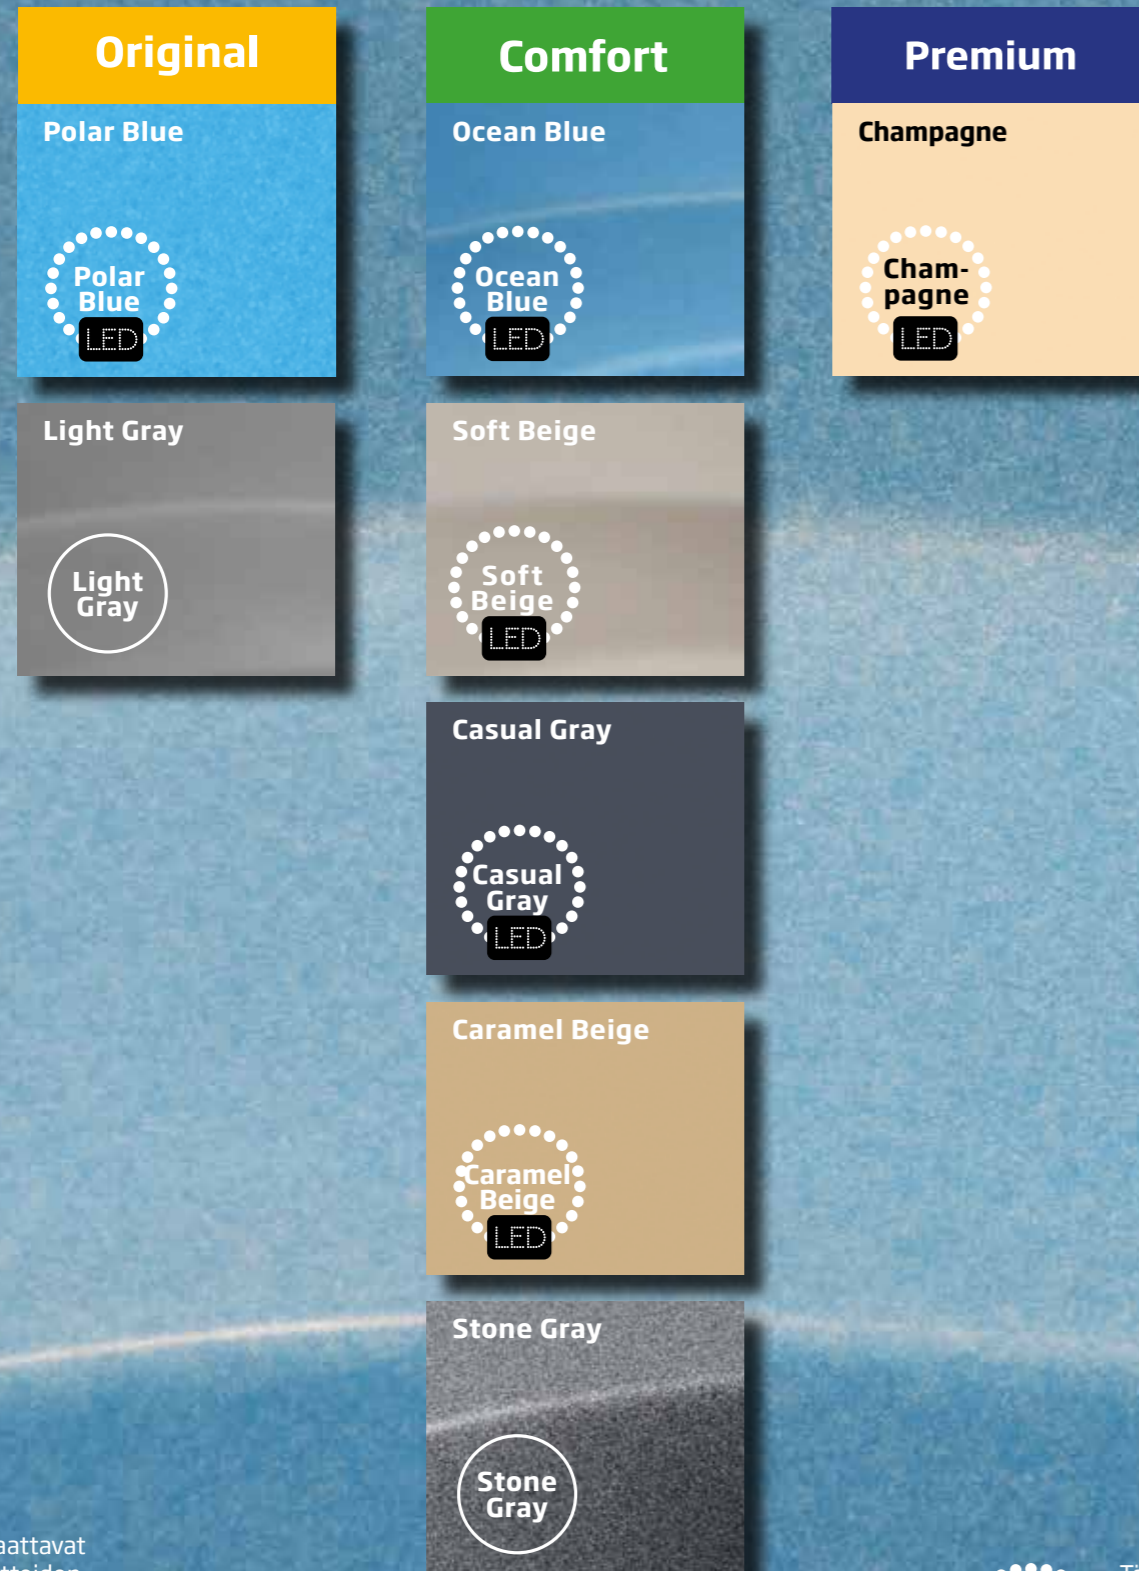 Original
Polar Blue
Polar
Blue
LED
Light Gray
Light
Gray
Comfort
Ocean Blue
Ocean
Blue
LED
Soft Beige
Soft
Beige
LED
Casual Gray
Casual
Gray
LED
Caramel Beige
Caramel
Beige
LED
Stone Gray
Stone
Gray
Premium
Champagne
Cham-
pagne
LED
aattavat